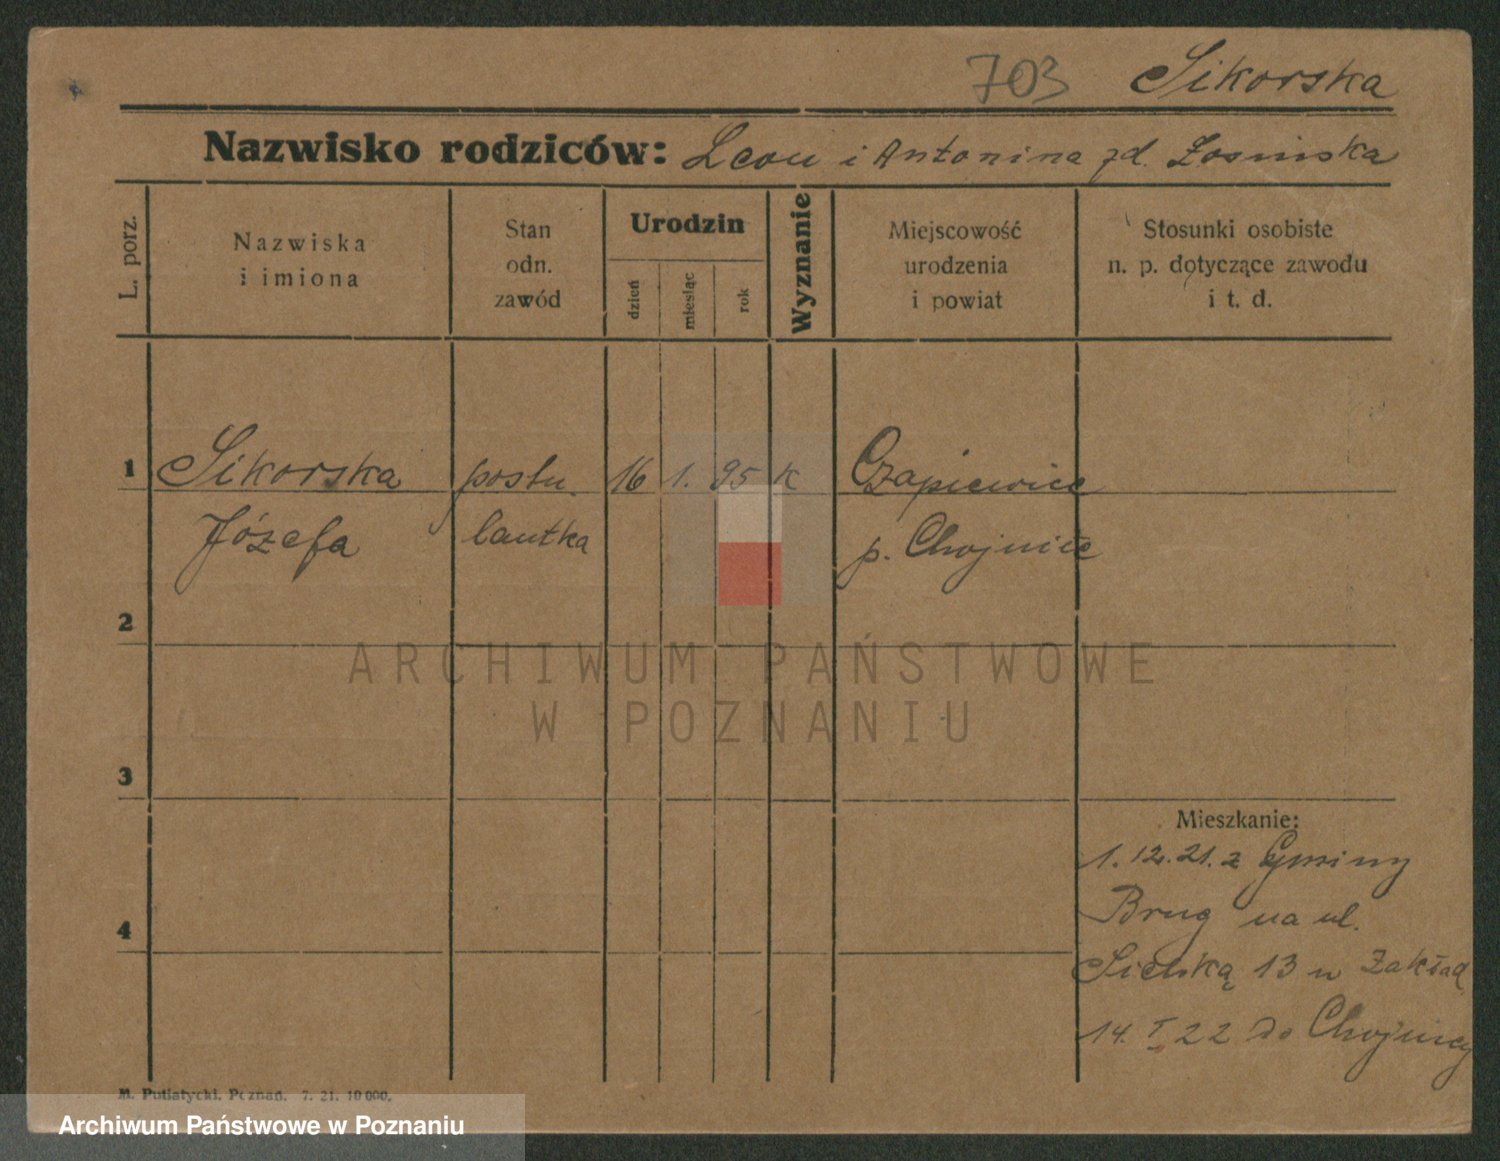 703 Sikorska
Nazwisko rodziców: Leon i Antonina zd. Łosińska
L. porz.
Nazwiska
i imiona
Stan
odn.
zawód
Urodzin
dzień
miesiąc
rok
Wyznanie
Miejscowość
urodzenia
i powiat
Stosunki osobiste
n. p. dotyczące zawodu
i t. d.
1 Sikorska postu- 16 1. 95 k Czapiewice
Józefa lantka p. Chojnice
2
ARCHIWUM PAŃSTWOWE
W POZNANIU
3
Mieszkanie:
1. 12. 21. z Gminy
Brug na ul.
4
Sielską 13 u Zakład
14. I 22 do Chojnicy
M. Putiatycki, Poznań. 7. 21. 10 000.
Archiwum Państwowe w Poznaniu